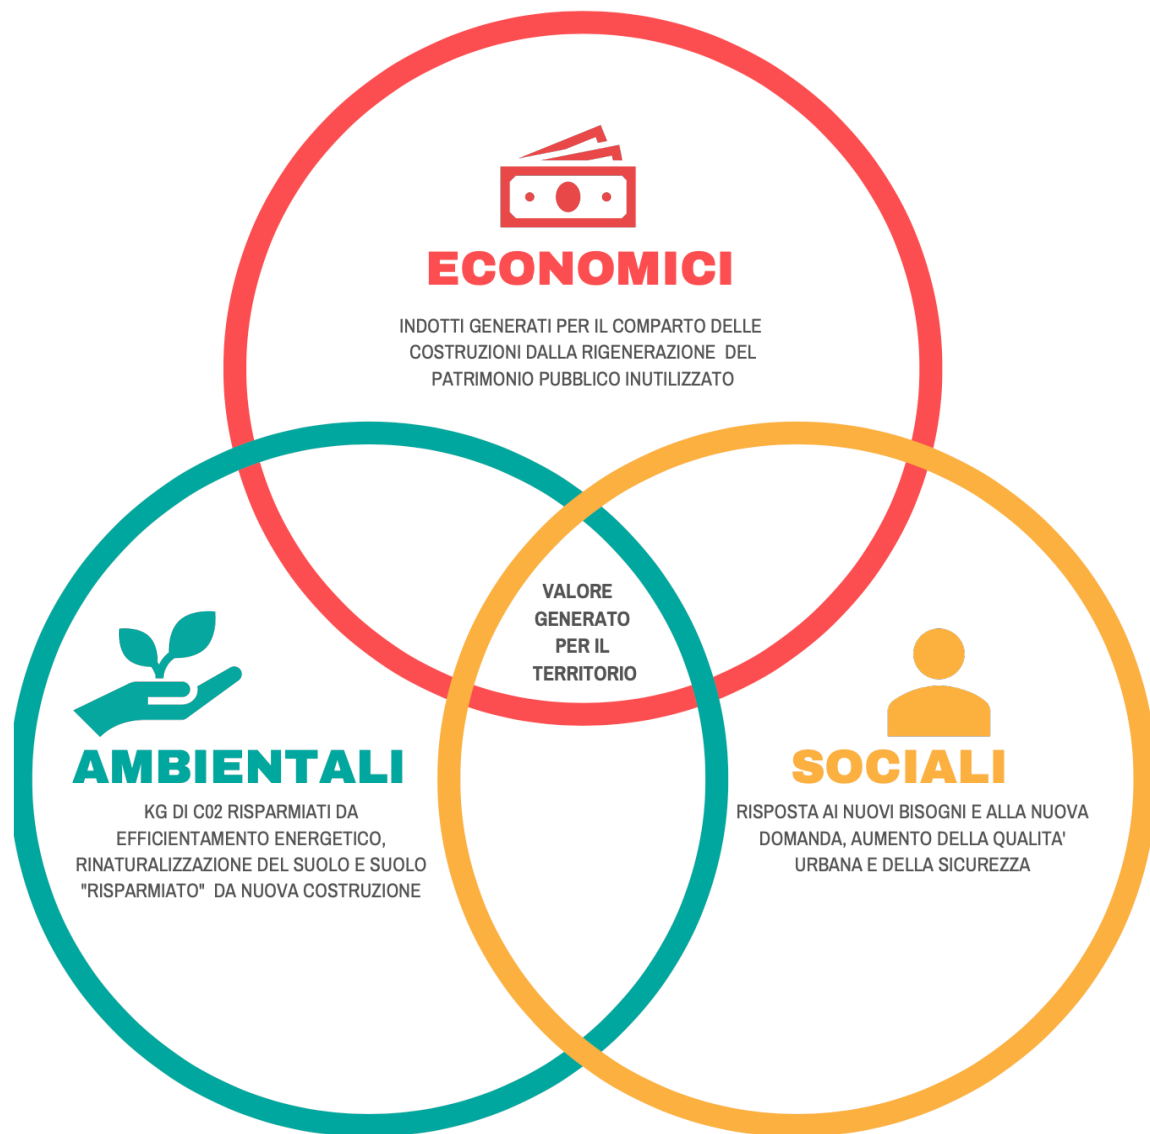 ECONOMICI
INDOTTI GENERATI PER IL COMPARTO DELLE
COSTRUZIONI DALLA RIGENERAZIONE DEL
PATRIMONIO PUBBLICO INUTILIZZATO
VALORE
GENERATO
PER IL
TERRITORIO
AMBIENTALI
KG DI C02 RISPARMIATI DA
EFFICIENTAMENTO ENERGETICO,
RINATURALIZZAZIONE DEL SUOLO E SUOLO
"RISPARMIATO" DA NUOVA COSTRUZIONE
SOCIALI
RISPOSTA AI NUOVI BISOGNI E ALLA NUOVA
DOMANDA, AUMENTO DELLA QUALITA'
URBANA E DELLA SICUREZZA